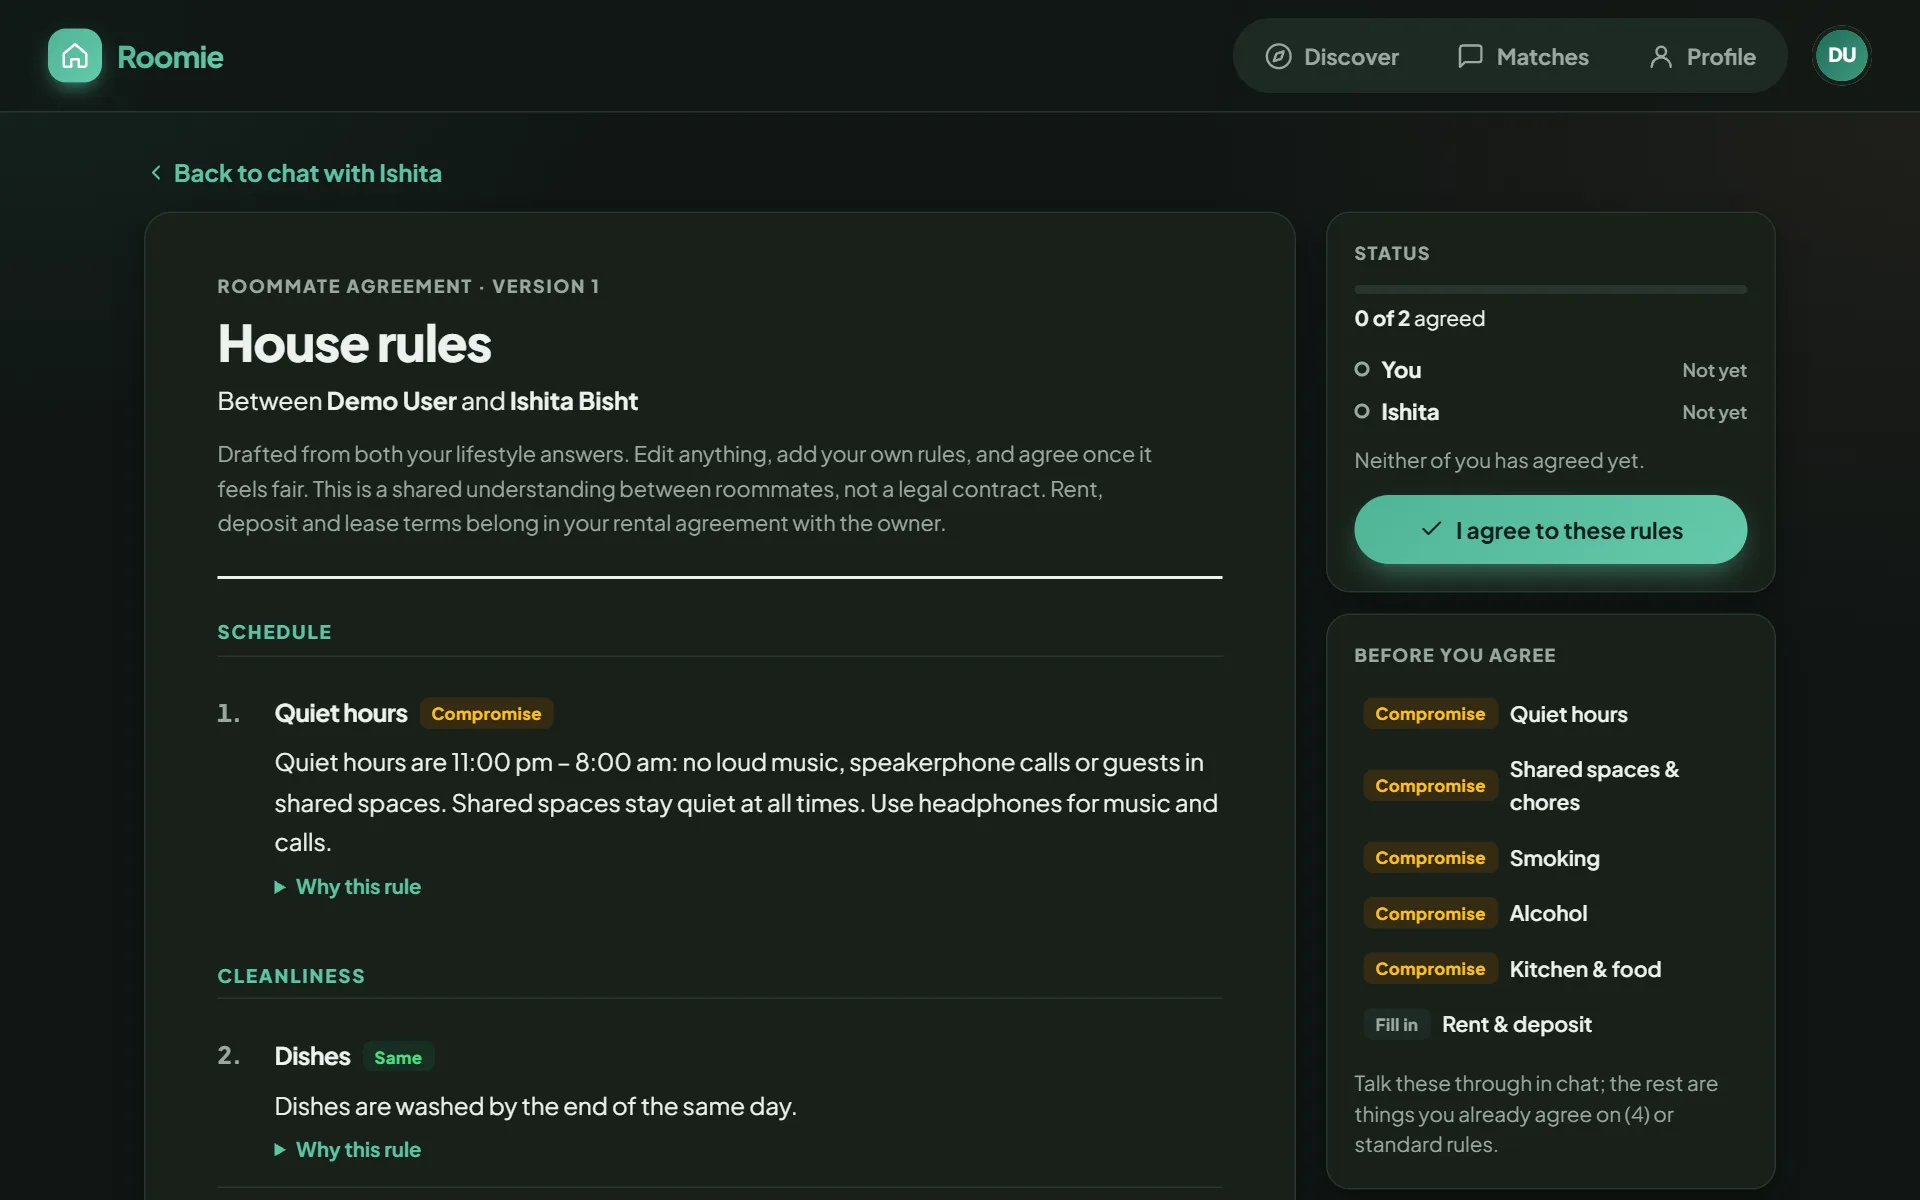 Roomie
Discover
Matches
Profile
DU
Back to chat with Ishita
ROOMMATE AGREEMENT · VERSION 1
House rules
Between Demo User and Ishita Bisht
Drafted from both your lifestyle answers. Edit anything, add your own rules, and agree once it
feels fair. This is a shared understanding between roommates, not a legal contract. Rent,
deposit and lease terms belong in your rental agreement with the owner.
SCHEDULE
1. Quiet hours Compromise
Quiet hours are 11:00 pm – 8:00 am: no loud music, speakerphone calls or guests in
shared spaces. Shared spaces stay quiet at all times. Use headphones for music and
calls.
Why this rule
CLEANLINESS
2. Dishes Same
Dishes are washed by the end of the same day.
Why this rule
STATUS
0 of 2 agreed
You Not yet
Ishita Not yet
Neither of you has agreed yet.
I agree to these rules
BEFORE YOU AGREE
Compromise Quiet hours
Compromise Shared spaces &
chores
Compromise Smoking
Compromise Alcohol
Compromise Kitchen & food
Fill in Rent & deposit
Talk these through in chat; the rest are
things you already agree on (4) or
standard rules.